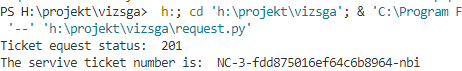 PS H:\projekt\vizsga>  h:; cd 'h:\projekt\vizsga'; & 'C:\Program F
'--' 'h:\projekt\vizsga\request.py'
Ticket equest status:  201
The servive ticket number is:  NC-3-fdd875016ef64c6b8964-nbi